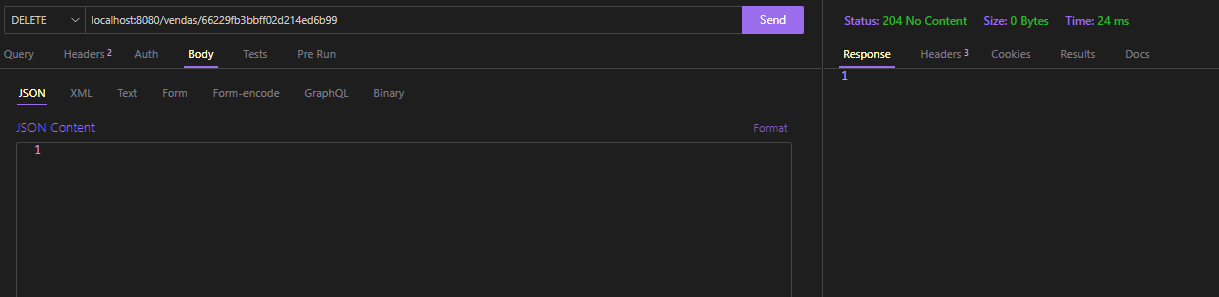 DELETE localhost:8080/vendas/66229fb3bbff02d214ed6b99 Send
Status: 204 No Content Size: 0 Bytes Time: 24 ms
Query Headers 2 Auth Body Tests Pre Run
Response Headers 3 Cookies Results Docs
1
JSON XML Text Form Form-encode GraphQL Binary
JSON Content Format
1